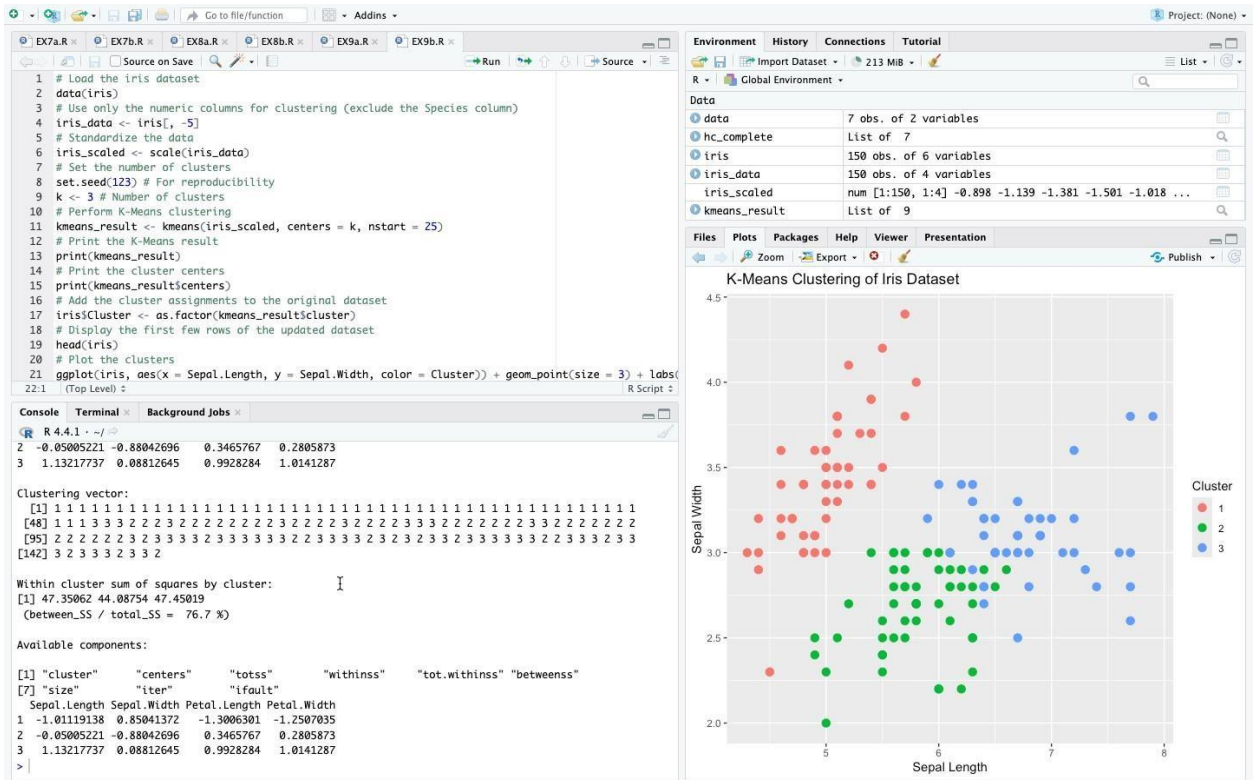 Go to file/function Addins Project: (None)
EX7a.R EX7b.R EX8a.R EX8b.R EX9a.R EX9b.R
Source on Save Run Source
1 # Load the iris dataset
2 data(iris)
3 # Use only the numeric columns for clustering (exclude the Species column)
4 iris_data <- iris[, -5]
5 # Standardize the data
6 iris_scaled <- scale(iris_data)
7 # Set the number of clusters
8 set.seed(123) # For reproducibility
9 k <- 3 # Number of clusters
10 # Perform K-Means clustering
11 kmeans_result <- kmeans(iris_scaled, centers = k, nstart = 25)
12 # Print the K-Means result
13 print(kmeans_result)
14 # Print the cluster centers
15 print(kmeans_result$centers)
16 # Add the cluster assignments to the original dataset
17 iris$Cluster <- as.factor(kmeans_result$cluster)
18 # Display the first few rows of the updated dataset
19 head(iris)
20 # Plot the clusters
21 ggplot(iris, aes(x = Sepal.Length, y = Sepal.Width, color = Cluster)) + geom_point(size = 3) + labs(
22:1 (Top Level) R Script
Console Terminal Background Jobs
R 4.4.1 · ~/
2 -0.05005221 -0.88042696 0.3465767 0.2805873
3 1.13217737 0.08812645 0.9928284 1.0141287
Clustering vector:
[1] 1 1 1 1 1 1 1 1 1 1 1 1 1 1 1 1 1 1 1 1 1 1 1 1 1 1 1 1 1 1 1 1 1 1 1 1 1 1 1 1 1 1 1 1 1 1 1
[48] 1 1 1 3 3 3 2 2 2 3 2 2 2 2 2 2 2 2 3 2 2 2 2 3 2 2 2 2 3 3 3 2 2 2 2 2 2 2 3 3 2 2 2 2 2 2 2
[95] 2 2 2 2 2 2 3 2 3 3 3 3 2 3 3 3 3 3 3 2 2 3 3 3 3 2 3 2 3 2 3 3 2 3 3 3 3 3 3 2 2 3 3 3 2 3 3
[142] 3 2 3 3 3 2 3 3 2
Within cluster sum of squares by cluster:
[1] 47.35062 44.08754 47.45019
(between_SS / total_SS = 76.7 %)
Available components:
[1] "cluster" "centers" "totss" "withinss" "tot.withinss" "betweenss"
[7] "size" "iter" "ifault"
Sepal.Length Sepal.Width Petal.Length Petal.Width
1 -1.01119138 0.85041372 -1.3006301 -1.2507035
2 -0.05005221 -0.88042696 0.3465767 0.2805873
3 1.13217737 0.08812645 0.9928284 1.0141287
>
Environment History Connections Tutorial
Import Dataset 213 MiB List
R Global Environment
Data
data 7 obs. of 2 variables
hc_complete List of 7
iris 150 obs. of 6 variables
iris_data 150 obs. of 4 variables
iris_scaled num [1:150, 1:4] -0.898 -1.139 -1.381 -1.501 -1.018 ...
kmeans_result List of 9
Files Plots Packages Help Viewer Presentation
Zoom Export Publish
K-Means Clustering of Iris Dataset
4.5
4.0
3.5
3.0
2.5
2.0
Sepal Width
5 6 7 8
Sepal Length
Cluster
1
2
3